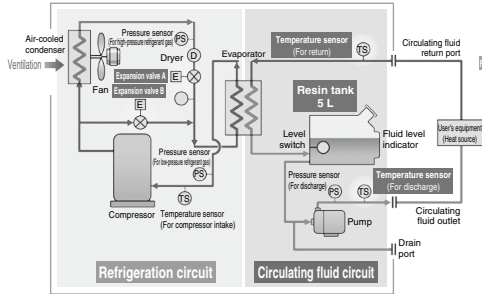 Air-cooled
condenser
Ventilation
Fan
Pressure sensor
(For high-pressure refrigerant gas)
PS
Dryer
D
Expansion valve A
E
Expansion valve B
E
Evaporator
Pressure sensor
(For low-pressure refrigerant gas)
PS
TS
Compressor
Temperature sensor
(For compressor intake)
Refrigeration circuit
Temperature sensor
(For return)
TS
Circulating fluid
return port
Resin tank
5 L
Level
switch
Fluid level
indicator
User's equipment
(Heat source)
Pressure sensor
(For discharge)
PS
TS
Temperature sensor
(For discharge)
Pump
Circulating
fluid outlet
Drain
port
Circulating fluid circuit